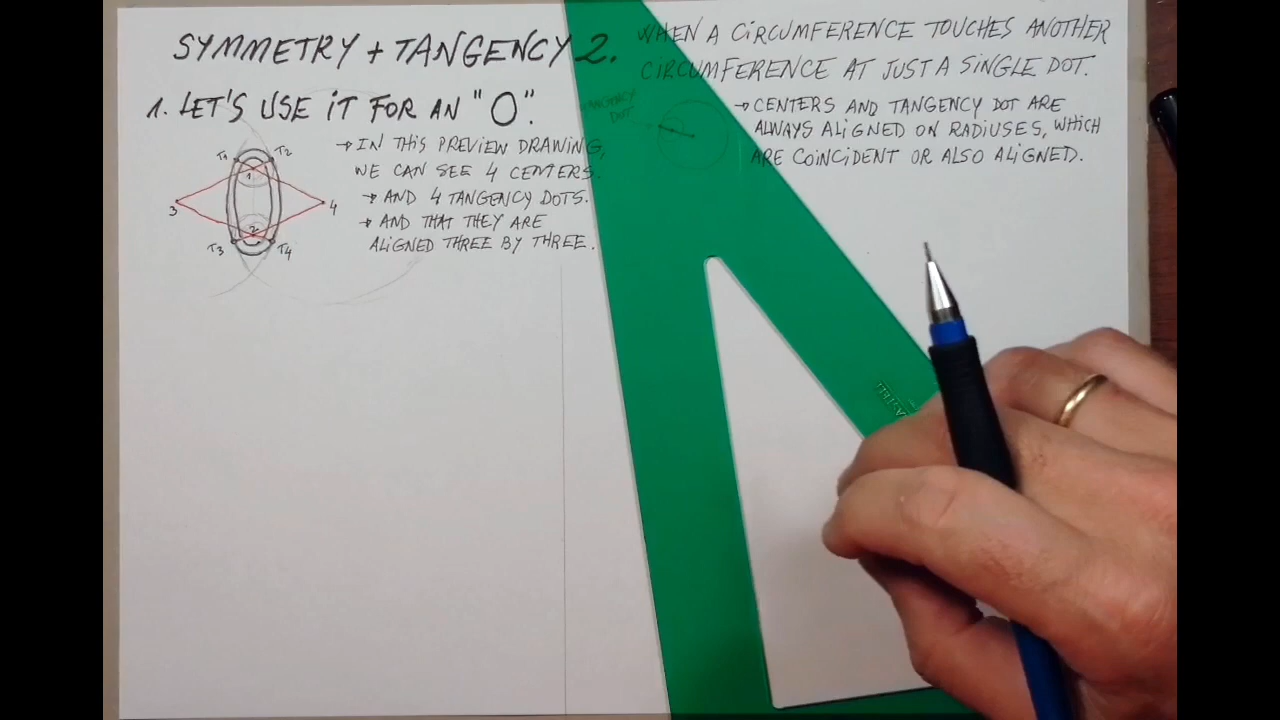 SYMMETRY + TANGENCY 2.
1. LET'S USE IT FOR AN "O".
→ IN THIS PREVIEW DRAWING,
WE CAN SEE 4 CENTERS.
→ AND 4 TANGENCY DOTS.
→ AND THAT THEY ARE
ALIGNED THREE BY THREE.
T1 T2
1
3 4
2
T3 T4
WHEN A CIRCUMFERENCE TOUCHES ANOTHER
CIRCUMFERENCE AT JUST A SINGLE DOT.
TANGENCY
DOT
→ CENTERS AND TANGENCY DOT ARE
ALWAYS ALIGNED ON RADIUSES, WHICH
ARE COINCIDENT OR ALSO ALIGNED.